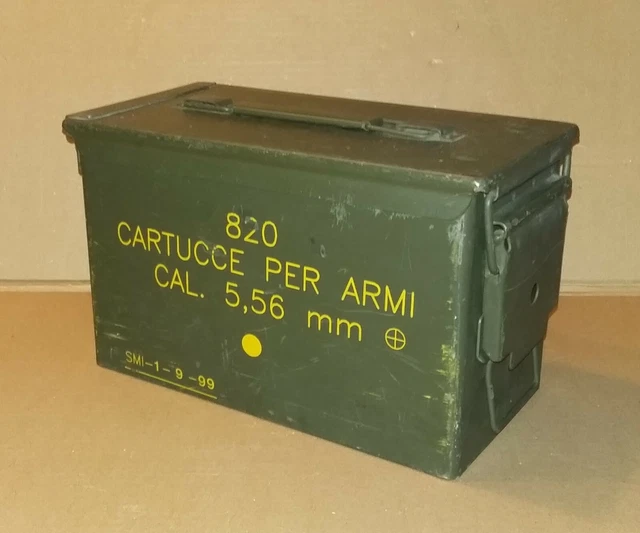 820
CARTUCCE PER ARMI
CAL. 5,56 mm ⊕
SMI-1-9-99